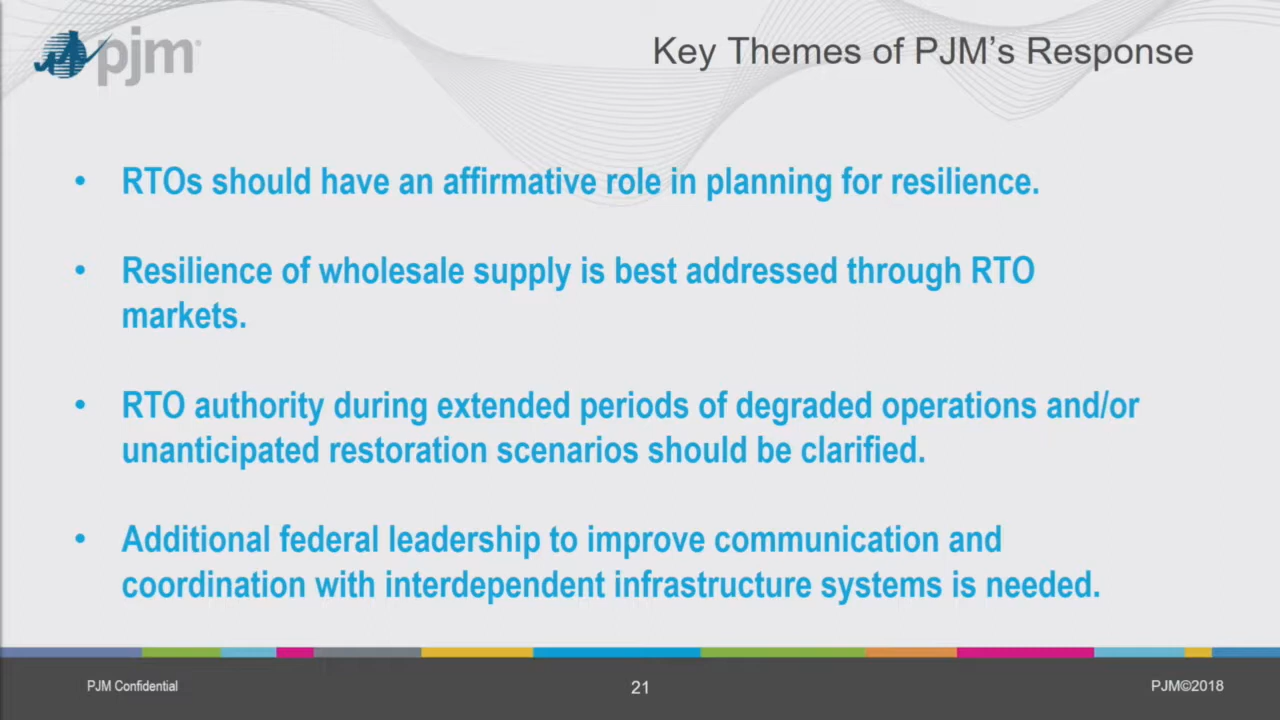 pjm
Key Themes of PJM's Response
• RTOs should have an affirmative role in planning for resilience.
• Resilience of wholesale supply is best addressed through RTO
markets.
• RTO authority during extended periods of degraded operations and/or
unanticipated restoration scenarios should be clarified.
• Additional federal leadership to improve communication and
coordination with interdependent infrastructure systems is needed.
PJM Confidential
21
PJM©2018